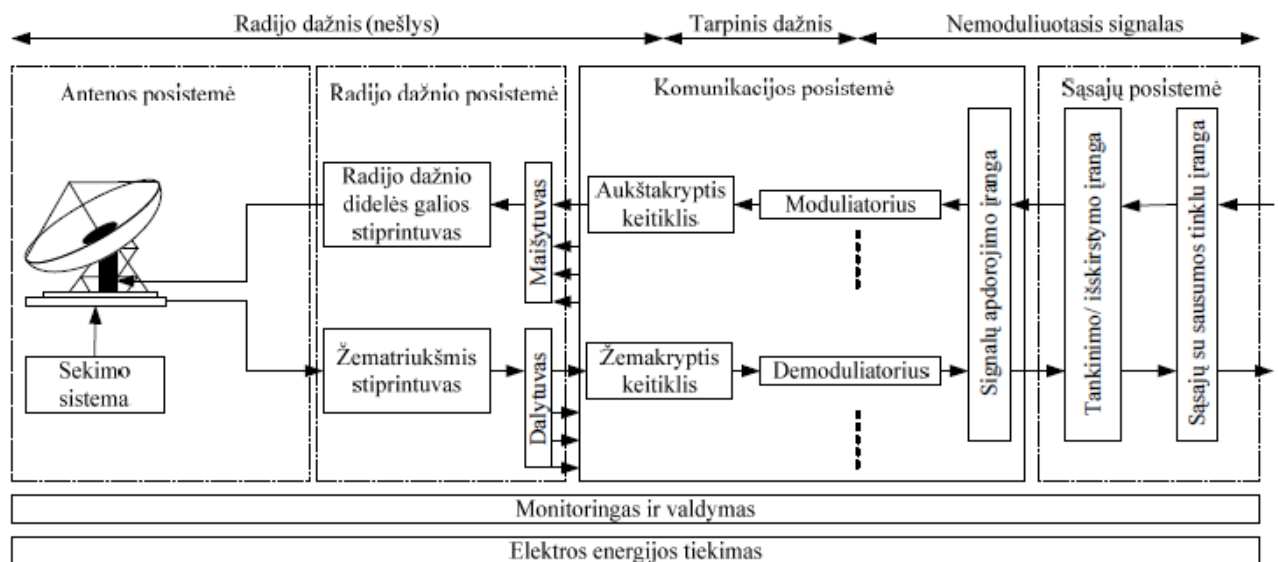 Radijo dažnis (nešlys)
Tarpinis dažnis
Nemoduliuotasis signalas
Antenos posistemė
Radijo dažnio posistemė
Komunikacijos posistemė
Sąsajų posistemė
Radijo dažnio
didelės galios
stiprintuvas
Maišytuvas
Aukštakryptis
keitiklis
Moduliatorius
Signalų apdorojimo įranga
Tankinimo/ išskirstymo įranga
Sąsajų su sausumos tinklu įranga
Sekimo
sistema
Žematriukšmis
stiprintuvas
Dalytuvas
Žemakryptis
keitiklis
Demoduliatorius
Monitoringas ir valdymas
Elektros energijos tiekimas